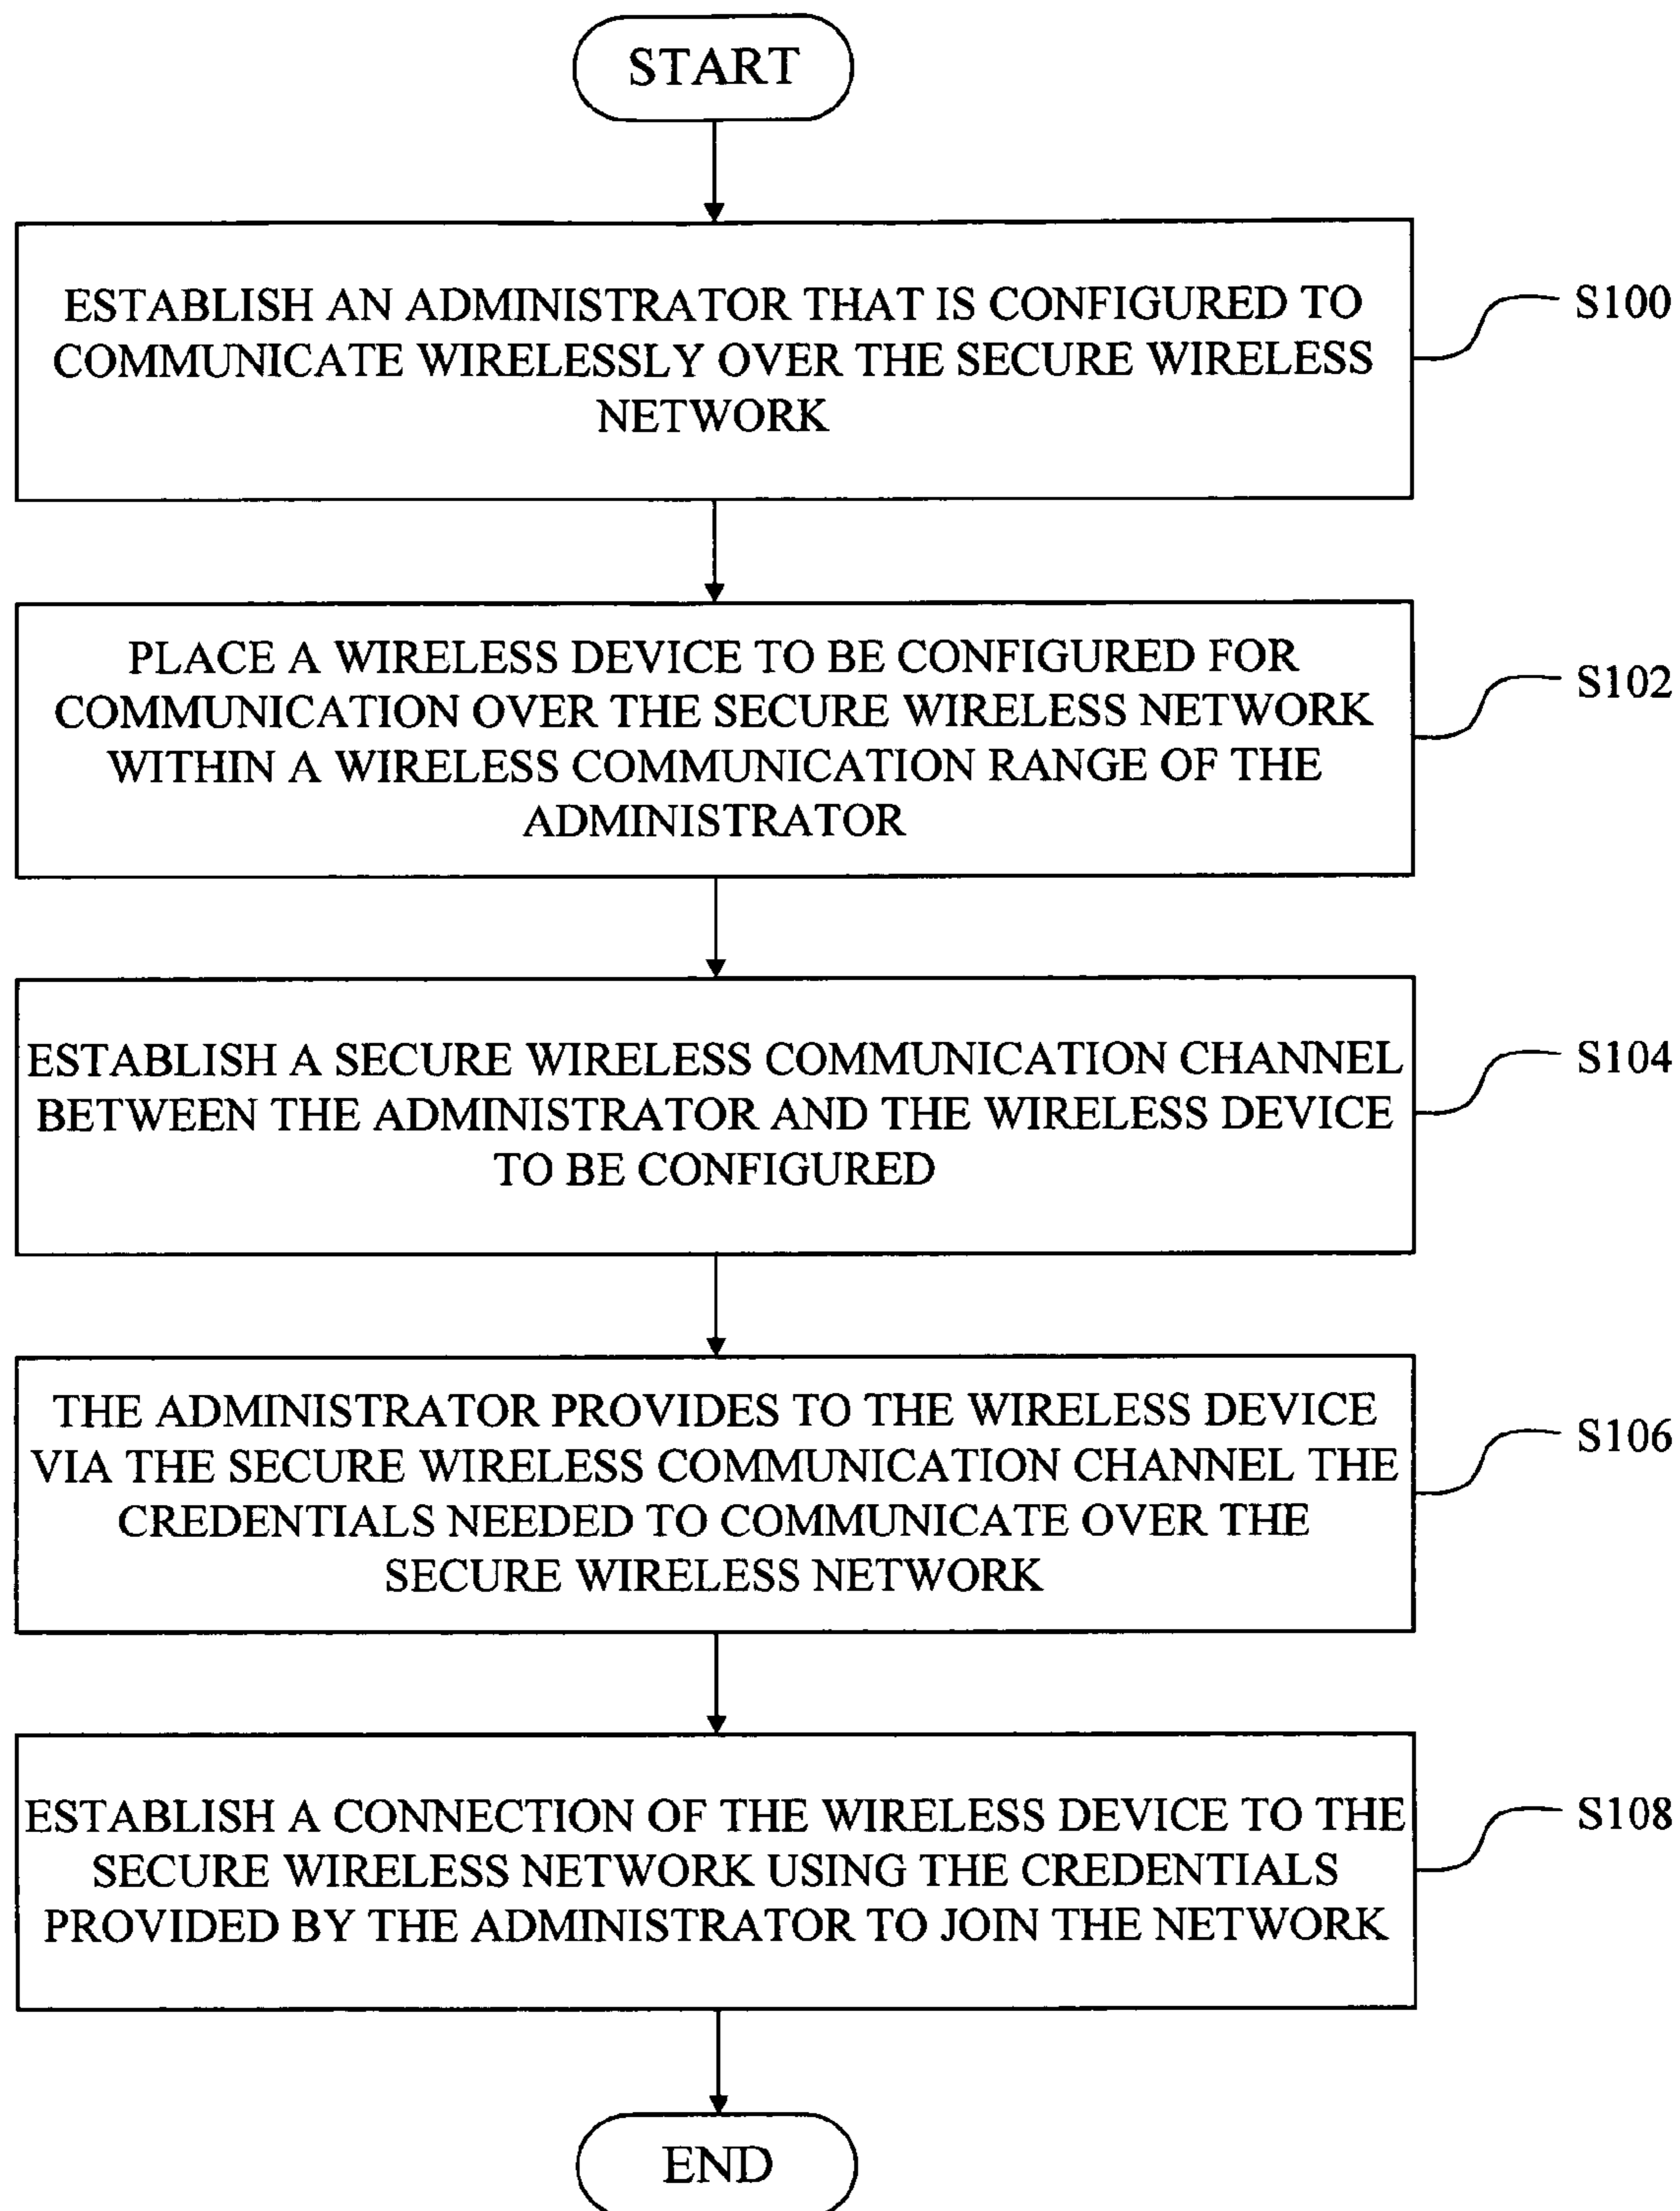 START
ESTABLISH AN ADMINISTRATOR THAT IS CONFIGURED TO
COMMUNICATE WIRELESSLY OVER THE SECURE WIRELESS
NETWORK
S100
PLACE A WIRELESS DEVICE TO BE CONFIGURED FOR
COMMUNICATION OVER THE SECURE WIRELESS NETWORK
WITHIN A WIRELESS COMMUNICATION RANGE OF THE
ADMINISTRATOR
S102
ESTABLISH A SECURE WIRELESS COMMUNICATION CHANNEL
BETWEEN THE ADMINISTRATOR AND THE WIRELESS DEVICE
TO BE CONFIGURED
S104
THE ADMINISTRATOR PROVIDES TO THE WIRELESS DEVICE
VIA THE SECURE WIRELESS COMMUNICATION CHANNEL THE
CREDENTIALS NEEDED TO COMMUNICATE OVER THE
SECURE WIRELESS NETWORK
S106
ESTABLISH A CONNECTION OF THE WIRELESS DEVICE TO THE
SECURE WIRELESS NETWORK USING THE CREDENTIALS
PROVIDED BY THE ADMINISTRATOR TO JOIN THE NETWORK
S108
END